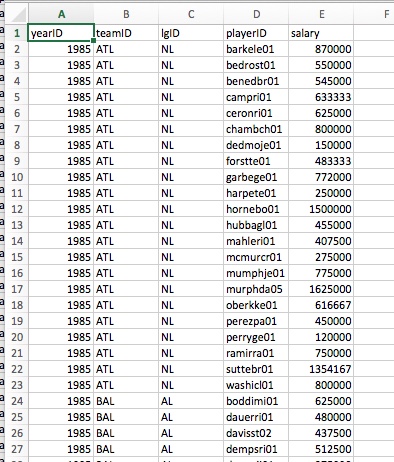 A B C D E F
1 yearID teamID lgID playerID salary
2 1985 ATL NL barkele01 870000
3 1985 ATL NL bedrost01 550000
4 1985 ATL NL benedbr01 545000
5 1985 ATL NL campri01 633333
6 1985 ATL NL ceronri01 625000
7 1985 ATL NL chambch01 800000
8 1985 ATL NL dedmoje01 150000
9 1985 ATL NL forstte01 483333
10 1985 ATL NL garbege01 772000
11 1985 ATL NL harpete01 250000
12 1985 ATL NL hornebo01 1500000
13 1985 ATL NL hubbagl01 455000
14 1985 ATL NL mahleri01 407500
15 1985 ATL NL mcmurcr01 275000
16 1985 ATL NL mumphje01 775000
17 1985 ATL NL murphda05 1625000
18 1985 ATL NL oberkke01 616667
19 1985 ATL NL perezpa01 450000
20 1985 ATL NL perryge01 120000
21 1985 ATL NL ramirra01 750000
22 1985 ATL NL suttebr01 1354167
23 1985 ATL NL washicl01 800000
24 1985 BAL AL boddimi01 625000
25 1985 BAL AL dauerri01 480000
26 1985 BAL AL davisst02 437500
27 1985 BAL AL dempsri01 512500